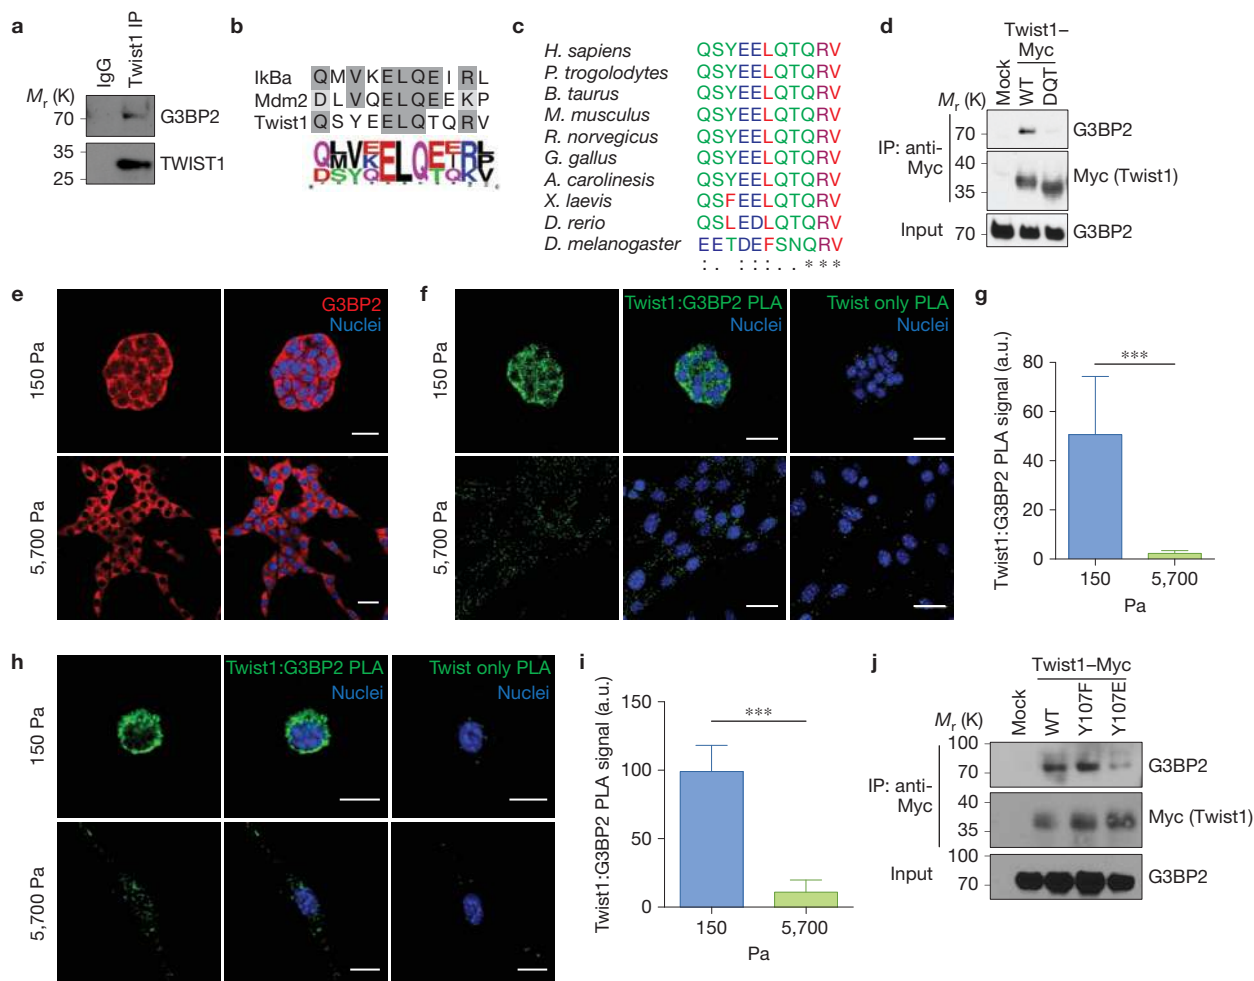 a
IgG
Twist1 IP
Mr (K)
70
G3BP2
35
25
TWIST1
b
IkBa Q M V K E L Q E I R L
Mdm2 D L V Q E L Q E E K P
Twist1 Q S Y E E L Q T Q R V
c
H. sapiens QSYEELQTQRV
P. trogolodytes QSYEELQTQRV
B. taurus QSYEELQTQRV
M. musculus QSYEELQTQRV
R. norvegicus QSYEELQTQRV
G. gallus QSYEELQTQRV
A. carolinesis QSYEELQTQRV
X. laevis QSFEELQTQRV
D. rerio QSLEDLQTQRV
D. melanogaster EETDEFSNQRV
: . : : : . . * * *
d
Twist1–
Myc
Mock
WT
DQT
Mr (K)
IP: anti-
Myc
70
G3BP2
40
35
Myc (Twist1)
Input
70
G3BP2
e
150 Pa
G3BP2
Nuclei
5,700 Pa
f
150 Pa
Twist1:G3BP2 PLA
Nuclei
Twist only PLA
Nuclei
5,700 Pa
g
Twist1:G3BP2 PLA signal (a.u.)
80
60
40
20
0
***
150 5,700
Pa
h
150 Pa
Twist1:G3BP2 PLA
Nuclei
Twist only PLA
Nuclei
5,700 Pa
i
Twist1:G3BP2 PLA signal (a.u.)
150
100
50
0
***
150 5,700
Pa
j
Twist1–Myc
Mock
WT
Y107F
Y107E
Mr (K)
IP: anti-
Myc
100
70
G3BP2
40
35
Myc (Twist1)
Input
100
70
G3BP2